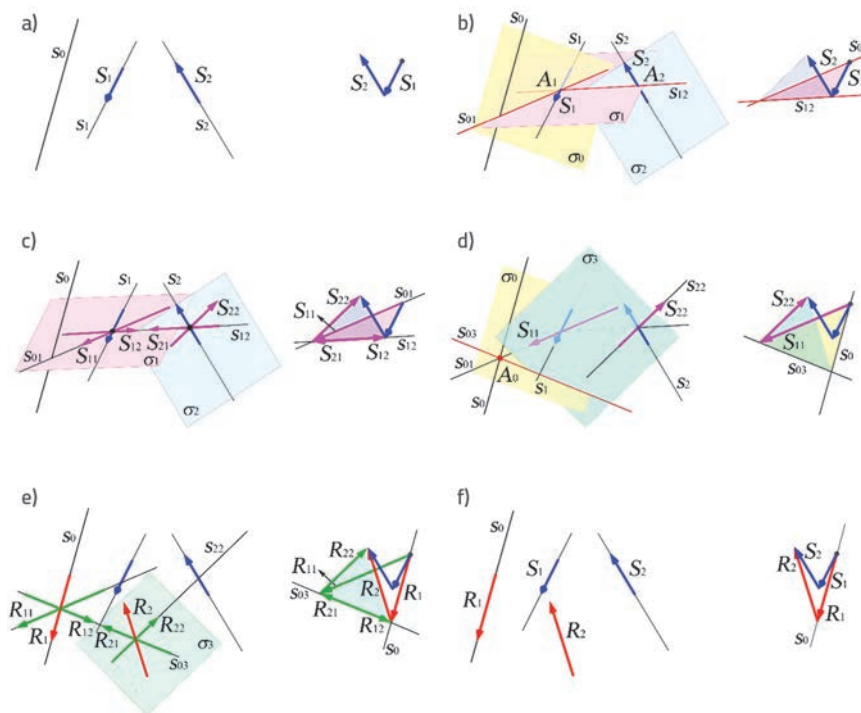 a)
s0
S1
s1
S2
s2
S2
S1
b)
s0
s1
s2
S2
A1
A2
S1
s12
s01
σ1
σ0
σ2
S2
s0
S1
s12
c)
s0
s1
s2
S22
s12
S12
S21
S11
s01
σ1
σ2
S22
s01
S11
S21
S12
s12
d)
s0
σ0
σ3
s22
S22
s03
S11
s01
A0
s1
s2
s0
S22
S11
s0
s03
e)
s0
s22
R11
R1
R12
R21
R2
R22
s03
σ3
R22
R11
R2
R1
s03
R21
R12
s0
f)
s0
S1
S2
R1
R2
S2
R2
S1
R1
s0